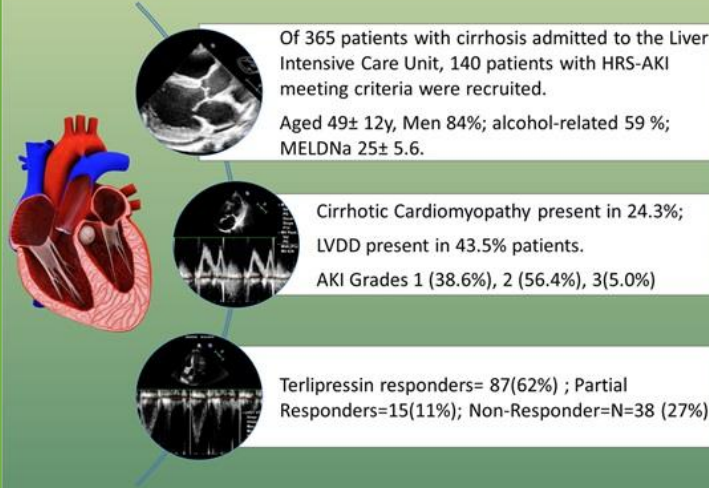 Of 365 patients with cirrhosis admitted to the Liver
Intensive Care Unit, 140 patients with HRS-AKI
meeting criteria were recruited.
Aged 49± 12y, Men 84%; alcohol-related 59 %;
MELDNa 25± 5.6.
Cirrhotic Cardiomyopathy present in 24.3%;
LVDD present in 43.5% patients.
AKI Grades 1 (38.6%), 2 (56.4%), 3(5.0%)
Terlipressin responders= 87(62%) ; Partial
Responders=15(11%); Non-Responder=N=38 (27%)